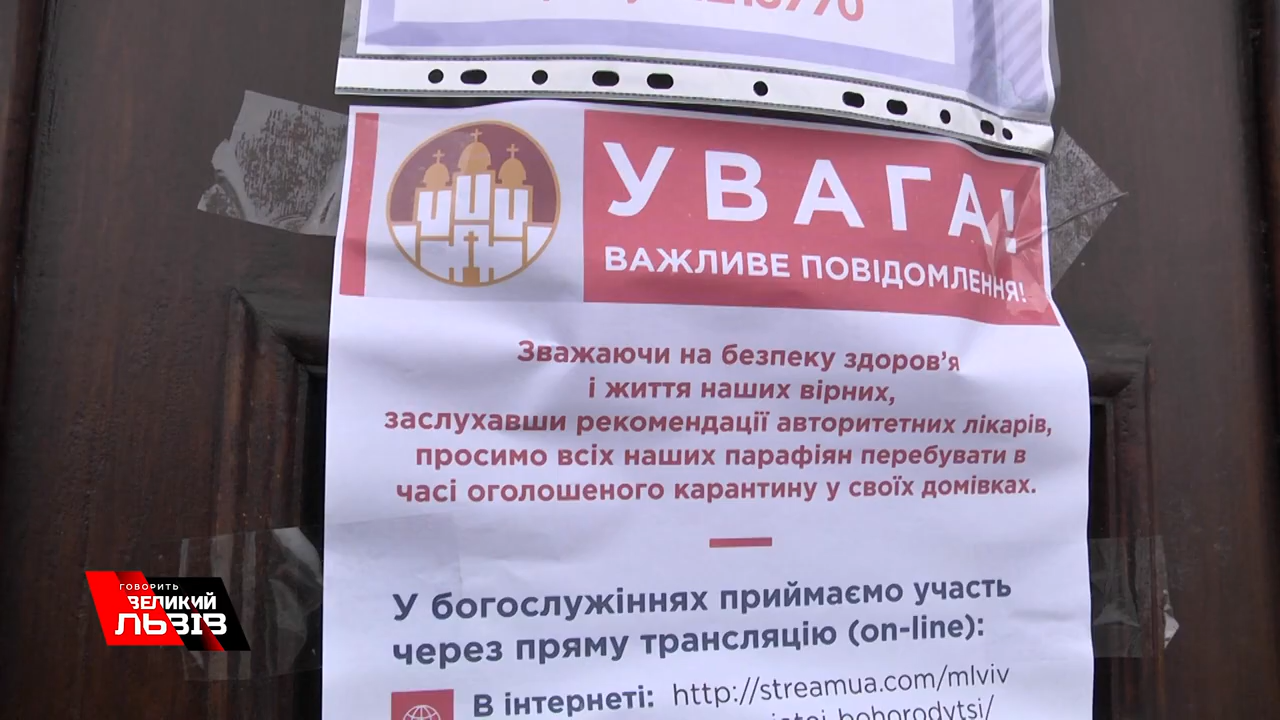 УВАГА!
ВАЖЛИВЕ ПОВІДОМЛЕННЯ!
Зважаючи на безпеку здоров’я
і життя наших вірних,
заслухавши рекомендації авторитетних лікарів,
просимо всіх наших парафіян перебувати в
часі оголошеного карантину у своїх домівках.
У богослужіннях приймаємо участь
через пряму трансляцію (on-line):
В інтернеті: http://streamua.com/mlviv
bohorodytsi/
ГОВОРИТЬ
ВЕЛИКИЙ
ЛЬВІВ